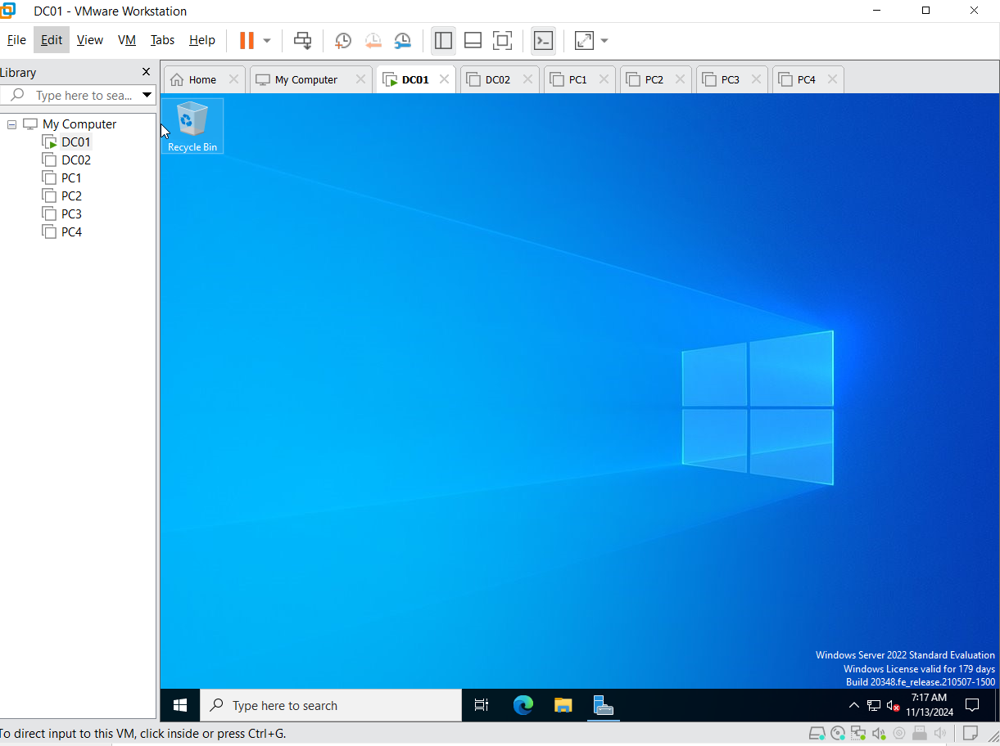 DC01 - VMware Workstation
File Edit View VM Tabs Help
Library
Home My Computer DC01 DC02 PC1 PC2 PC3 PC4
Type here to sea...
My Computer
DC01
DC02
PC1
PC2
PC3
PC4
Recycle Bin
Windows Server 2022 Standard Evaluation
Windows License valid for 179 days
Build 20348.fe_release.210507-1500
Type here to search
7:17 AM
11/13/2024
To direct input to this VM, click inside or press Ctrl+G.